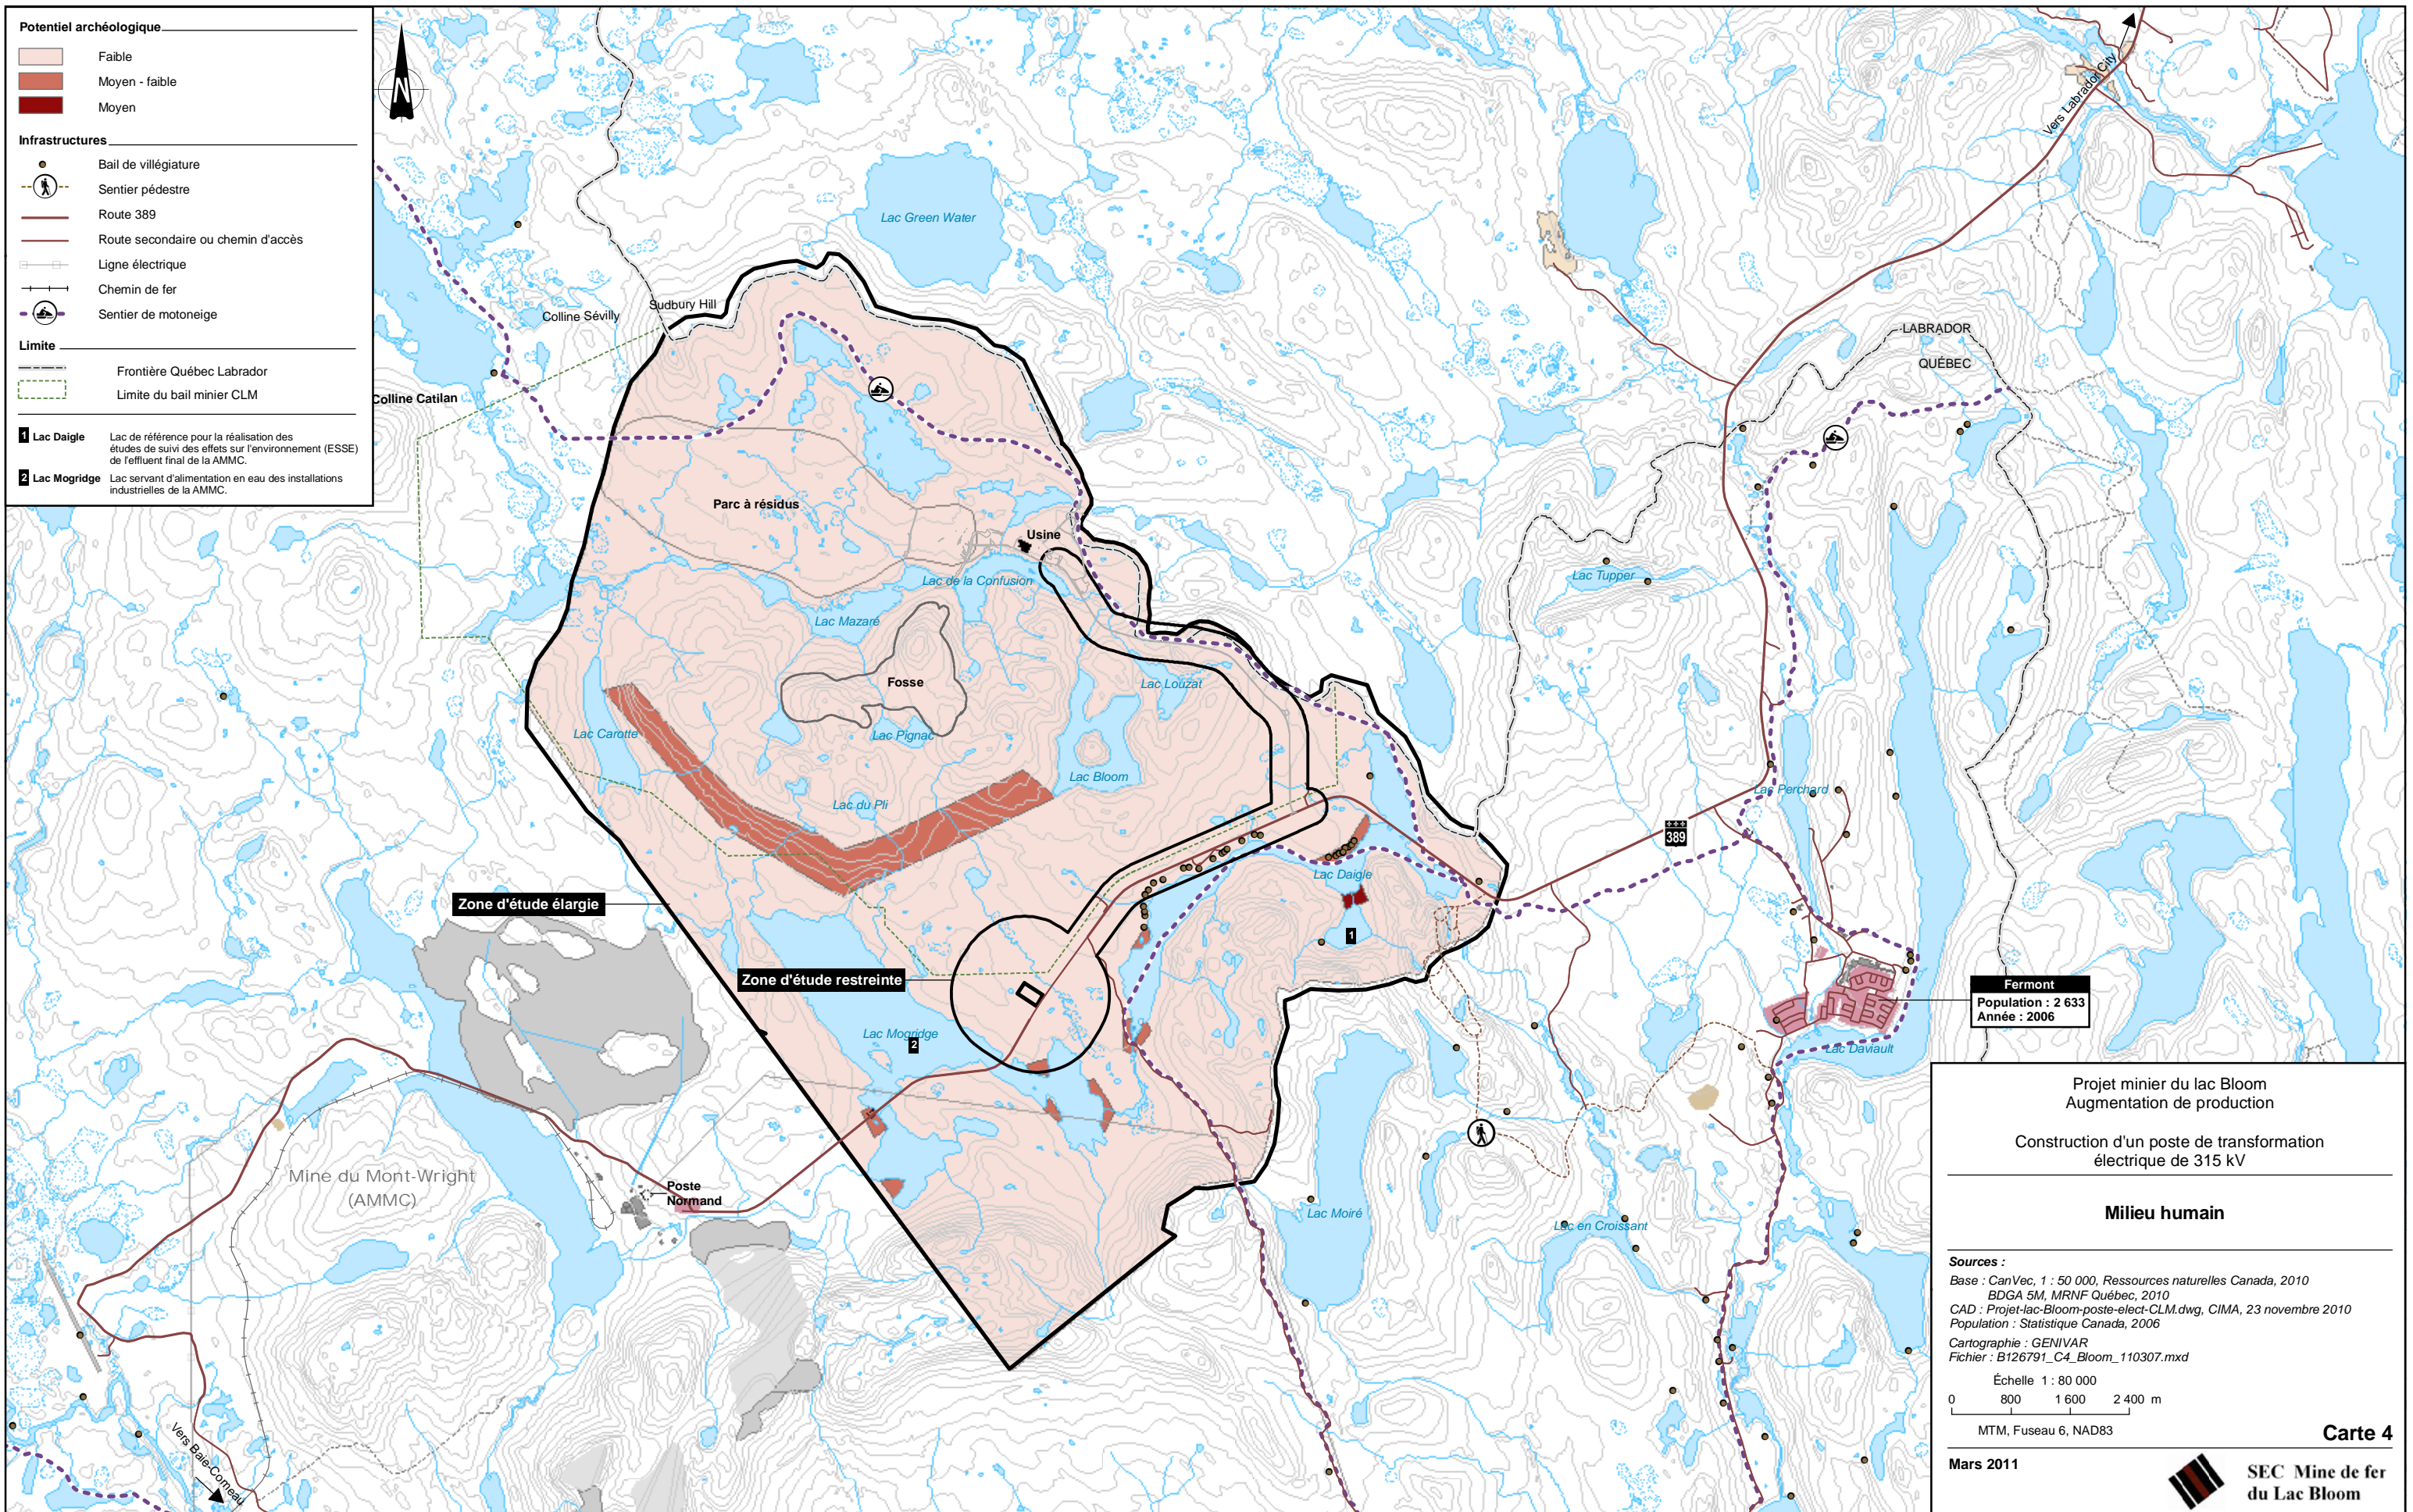 Potentiel archéologique
Faible
Moyen - faible
Moyen
Infrastructures
Bail de villégiature
Sentier pédestre
Route 389
Route secondaire ou chemin d'accès
Ligne électrique
Chemin de fer
Sentier de motoneige
Limite
Frontière Québec Labrador
Limite du bail minier CLM
1 Lac Daigle
Lac de référence pour la réalisation des
études de suivi des effets sur l'environnement (ESSE)
de l'effluent final de la AMMC.
2 Lac Mogridge
Lac servant d'alimentation en eau des installations
industrielles de la AMMC.
N
Vers Labrador City
Lac Green Water
Sudbury Hill
Colline Sévilly
LABRADOR
QUÉBEC
Colline Catilan
Parc à résidus
Usine
Lac de la Confusion
Lac Tupper
Lac Mazaré
Fosse
Lac Louzat
Lac Carotte
Lac Pignac
Lac Bloom
Lac Perchard
Lac du Pli
389
Lac Daigle
Zone d'étude élargie
1
Zone d'étude restreinte
Fermont
Population : 2 633
Année : 2006
Lac Mogridge
2
Lac Daviault
Mine du Mont-Wright
(AMMC)
Poste
Normand
Lac Moiré
Lac en Croissant
Vers Baie-Comeau
Projet minier du lac Bloom
Augmentation de production
Construction d'un poste de transformation
électrique de 315 kV
Milieu humain
Sources :
Base : CanVec, 1 : 50 000, Ressources naturelles Canada, 2010
BDGA 5M, MRNF Québec, 2010
CAD : Projet-lac-Bloom-poste-elect-CLM.dwg, CIMA, 23 novembre 2010
Population : Statistique Canada, 2006
Cartographie : GENIVAR
Fichier : B126791_C4_Bloom_110307.mxd
Échelle 1 : 80 000
0 800 1 600 2 400 m
MTM, Fuseau 6, NAD83
Carte 4
Mars 2011
SEC Mine de fer
du Lac Bloom